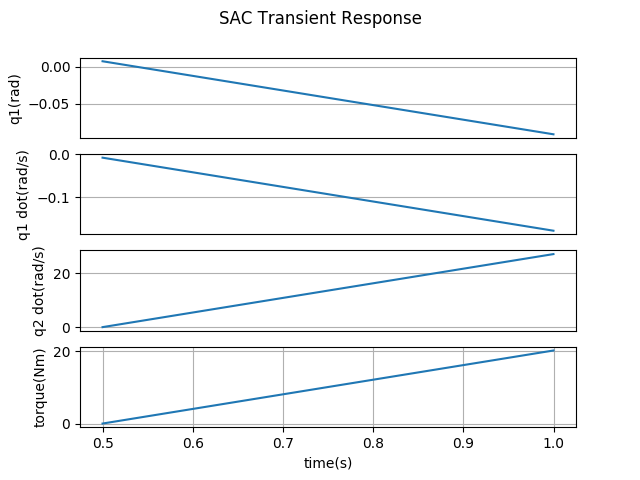 SAC Transient Response
q1(rad)
0.00
−0.05
q1 dot(rad/s)
0.0
−0.1
q2 dot(rad/s)
20
0
torque(Nm)
20
0
0.5 0.6 0.7 0.8 0.9 1.0
time(s)